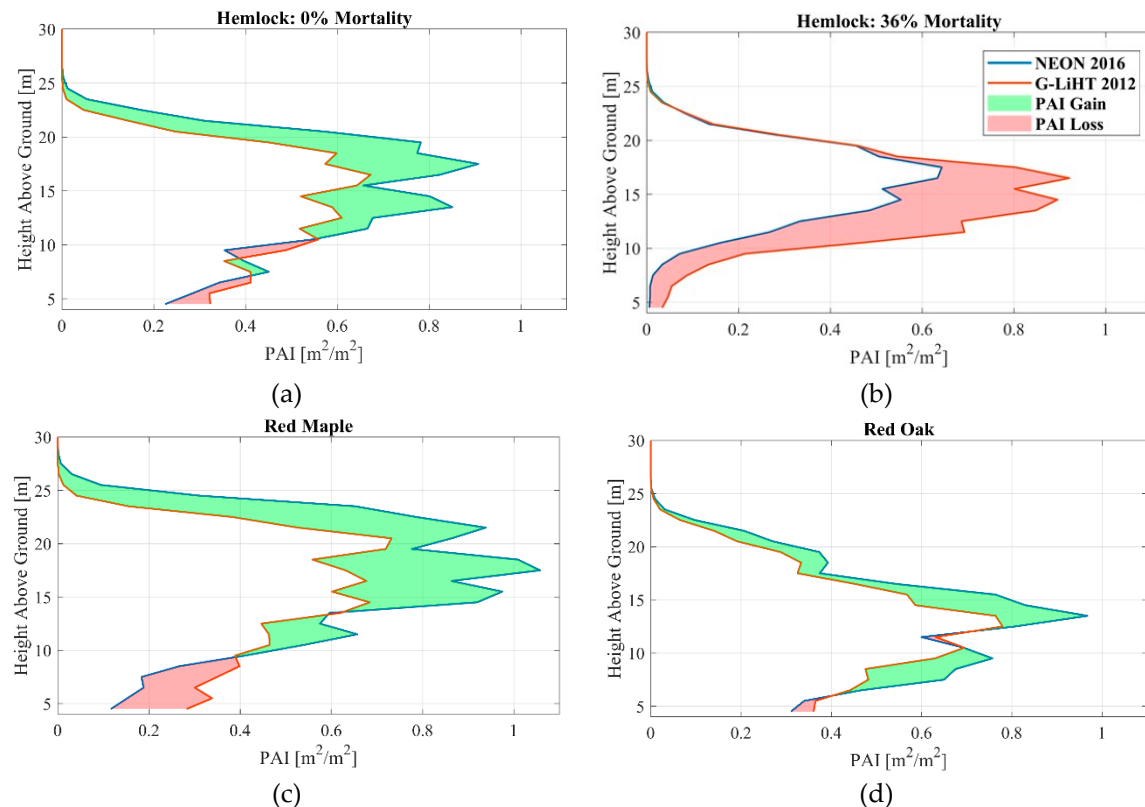 Hemlock: 0% Mortality
30
25
20
15
10
5
Height Above Ground [m]
0
0.2
0.4
0.6
0.8
1
PAI [m²/m²]
(a)
Hemlock: 36% Mortality
30
25
20
15
10
5
Height Above Ground [m]
0
0.2
0.4
0.6
0.8
1
PAI [m²/m²]
NEON 2016
G-LiHT 2012
PAI Gain
PAI Loss
(b)
Red Maple
30
25
20
15
10
5
Height Above Ground [m]
0
0.2
0.4
0.6
0.8
1
PAI [m²/m²]
(c)
Red Oak
30
25
20
15
10
5
Height Above Ground [m]
0
0.2
0.4
0.6
0.8
1
PAI [m²/m²]
(d)